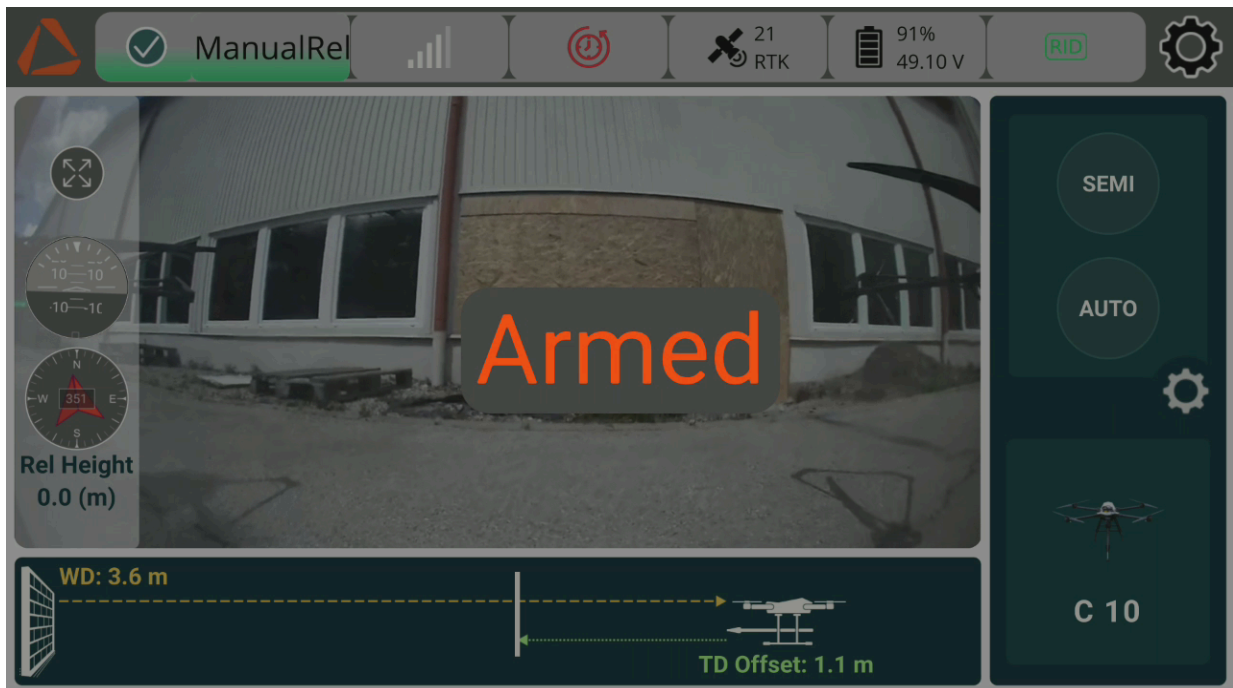 ManualRel
21
RTK
91%
49.10 V
RID
10 10
-10 -10
N
W 351 E
S
Rel Height
0.0 (m)
Armed
SEMI
AUTO
C 10
WD: 3.6 m
TD Offset: 1.1 m